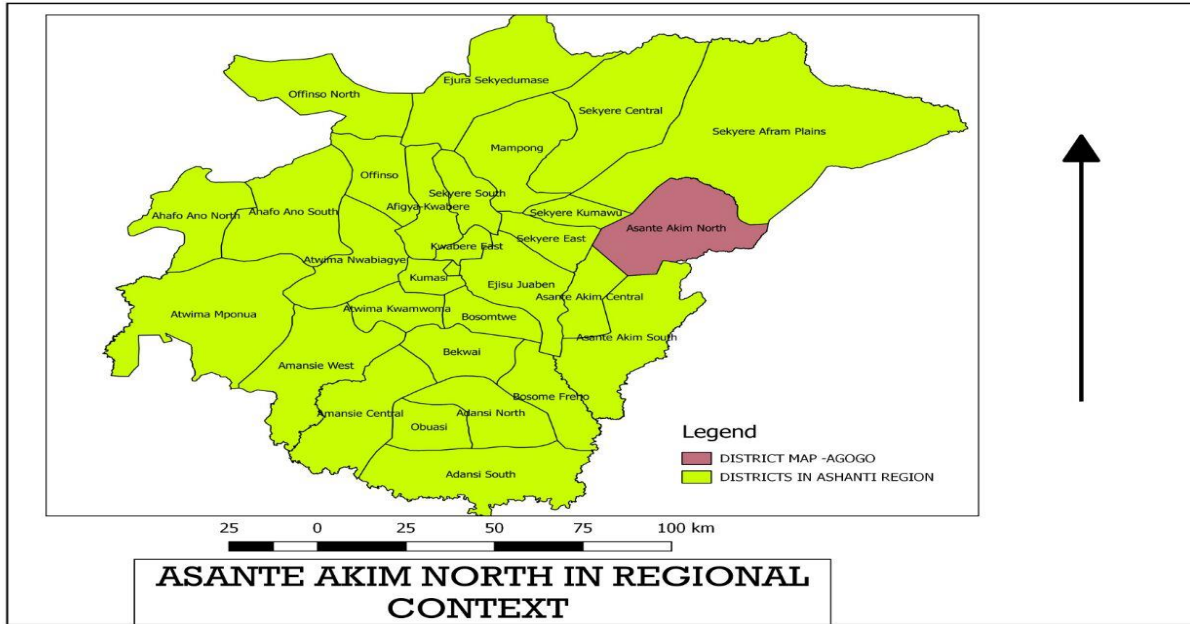 Ejura Sekyedumase
Offinso North
Sekyere Central
Sekyere Afram Plains
Mampong
Offinso
Sekyere South
Afigya-Kwabere
Ahafo Ano North
Ahafo Ano South
Sekyere Kumawu
Asante Akim North
Sekyere East
Kwabere East
Atwima Nwabiagye
Kumasi
Ejisu Juaben
Asante Akim Central
Atwima Mponua
Atwima Kwamwoma
Bosomtwe
Asante Akim South
Bekwai
Amansie West
Bosome Freho
Amansie Central
Adansi North
Obuasi
Adansi South
Legend
DISTRICT MAP -AGOGO
DISTRICTS IN ASHANTI REGION
25 0 25 50 75 100 km
ASANTE AKIM NORTH IN REGIONAL
CONTEXT